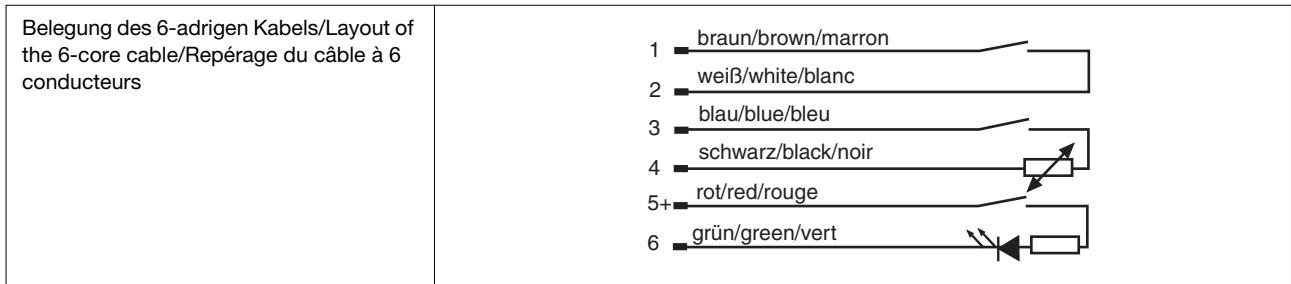 Belegung des 6-adrigen Kabels/Layout of
the 6-core cable/Repérage du câble à 6
conducteurs
1 braun/brown/marron
2 weiß/white/blanc
3 blau/blue/bleu
4 schwarz/black/noir
5+ rot/red/rouge
6 grün/green/vert